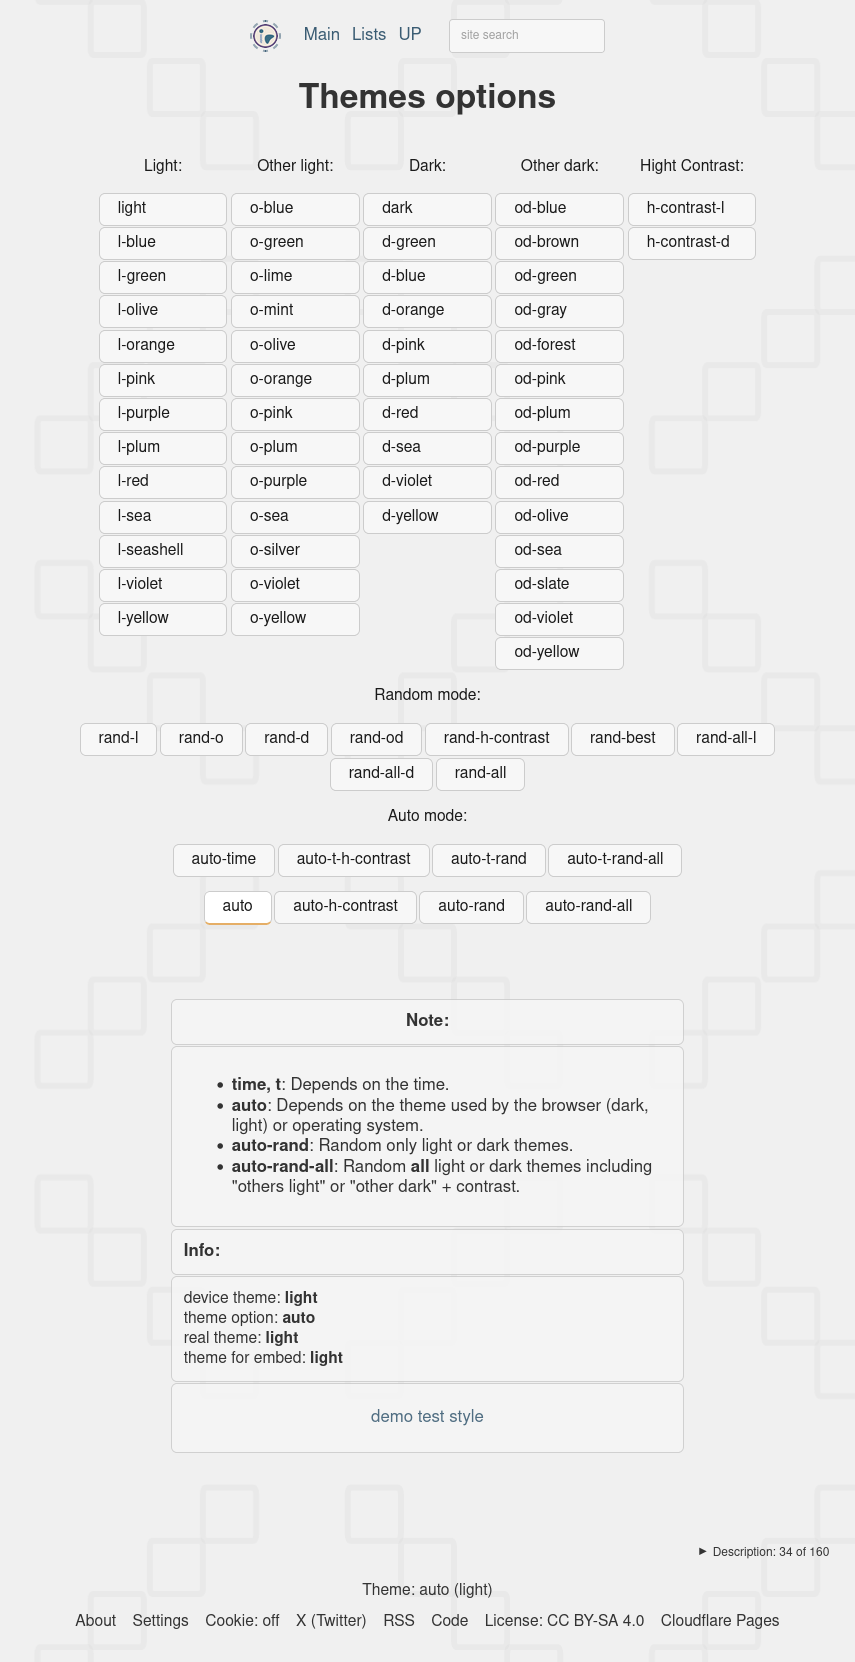 Main Lists UP site search
Themes options
Light:
light
l-blue
l-green
l-olive
l-orange
l-pink
l-purple
l-plum
l-red
l-sea
l-seashell
l-violet
l-yellow
Other light:
o-blue
o-green
o-lime
o-mint
o-olive
o-orange
o-pink
o-plum
o-purple
o-sea
o-silver
o-violet
o-yellow
Dark:
dark
d-green
d-blue
d-orange
d-pink
d-plum
d-red
d-sea
d-violet
d-yellow
Other dark:
od-blue
od-brown
od-green
od-gray
od-forest
od-pink
od-plum
od-purple
od-red
od-olive
od-sea
od-slate
od-violet
od-yellow
Hight Contrast:
h-contrast-l
h-contrast-d
Random mode:
rand-l rand-o rand-d rand-od rand-h-contrast rand-best rand-all-l
rand-all-d rand-all
Auto mode:
auto-time auto-t-h-contrast auto-t-rand auto-t-rand-all
auto auto-h-contrast auto-rand auto-rand-all
Note:
• time, t: Depends on the time.
• auto: Depends on the theme used by the browser (dark,
light) or operating system.
• auto-rand: Random only light or dark themes.
• auto-rand-all: Random all light or dark themes including
"others light" or "other dark" + contrast.
Info:
device theme: light
theme option: auto
real theme: light
theme for embed: light
demo test style
► Description: 34 of 160
Theme: auto (light)
About Settings Cookie: off X (Twitter) RSS Code License: CC BY-SA 4.0 Cloudflare Pages